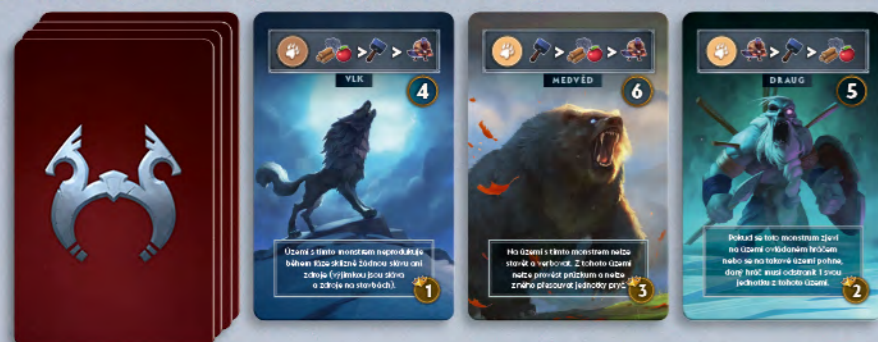 > >
VLK
4
Území s tímto monstrem neprodukuje
během fáze sklizně žádnou slávu ani
zdroje (výjimkou jsou sláva
a zdroje na stavbách).
1
> >
MEDVĚD
6
Na území s tímto monstrem nelze
stavět a verbovat. Z tohoto území
nelze provést průzkum a nelze
z něho přesouvat jednotky pryč.
3
> >
DRAUG
5
Pokud se toto monstrum zjeví
na území ovládaném hráčem
nebo se na takové území pohne,
daný hráč musí odstranit 1 svou
jednotku z tohoto území.
2